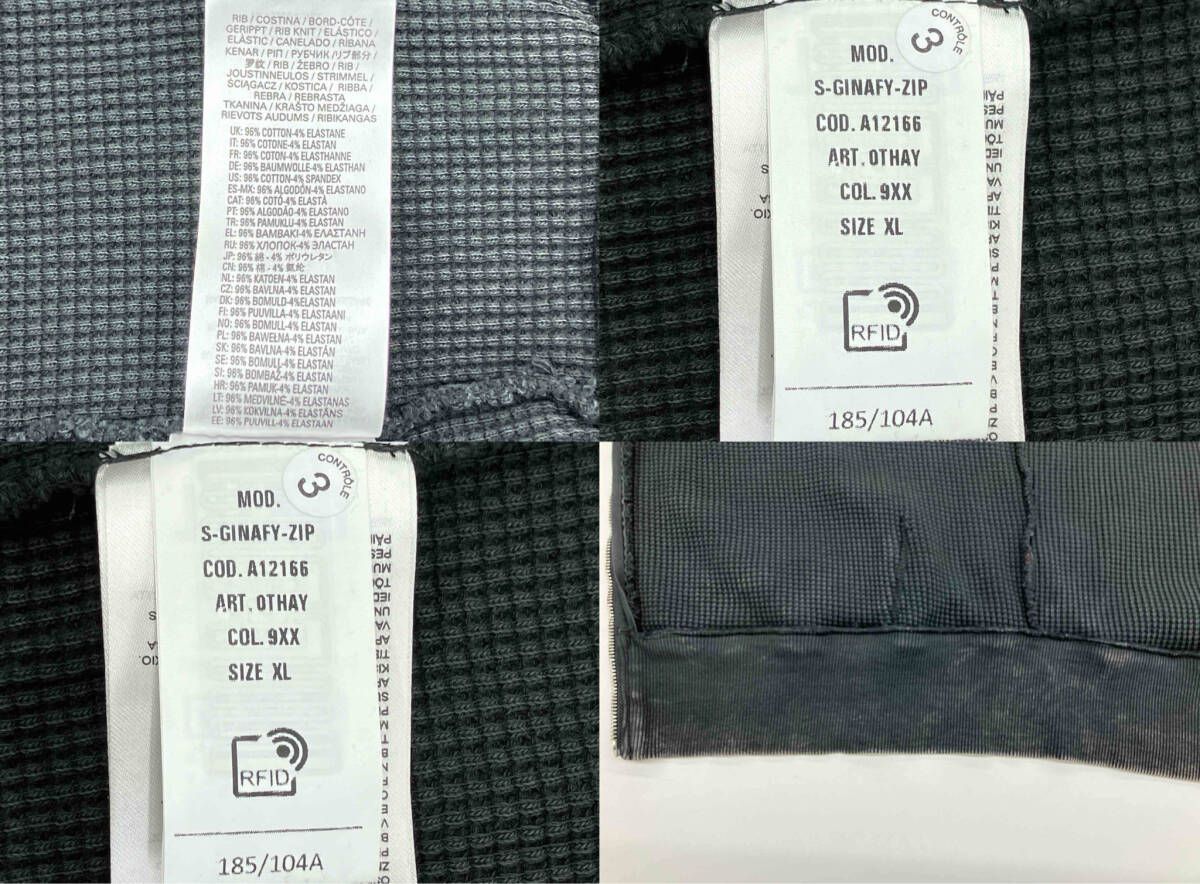 RIB / COSTINA / BORD-CÔTE /
GERIPPT / RIB KNIT / ELÁSTICO /
ELÀSTIC / CANELADO / RİBANA
KENAR / ΡΙΠ / РУБЧИК /リブ部分 /
罗纹 / RIB / ŽEBRO / RIB /
JOUSTINNEULOS / STRIMMEL /
ŚCIĄGACZ / KOSTICA / RIBBA /
REBRA / REBRASTA
TKANINA / KRAŠTO MEDŽIAGA /
RIEVOTS AUDUMS / RIBIKANGAS
UK: 96% COTTON-4% ELASTANE
IT: 96% COTONE-4% ELASTAN
FR: 96% COTON-4% ELASTHANNE
DE: 96% BAUMWOLLE-4% ELASTHAN
US: 96% COTTON-4% SPANDEX
ES-MX: 96% ALGODÓN-4% ELASTANO
CAT: 96% COTÓ-4% ELASTÀ
PT: 96% ALGODÃO-4% ELASTANO
TR: 96% PAMUKLU-4% ELASTAN
EL: 96% ΒΑΜΒΑΚΙ-4% ΕΛΑΣΤΑΝΗ
RU: 96% ХЛОПОК-4% ЭЛАСТАН
JP: 96% 綿 - 4% ポリウレタン
CN: 96% 棉 - 4% 氨纶
NL: 96% KATOEN-4% ELASTAN
CZ: 96% BAVLNA-4% ELASTAN
DK: 96% BOMULD-4% ELASTAN
FI: 96% PUUVILLA-4% ELASTAANI
NO: 96% BOMULL-4% ELASTAN
PL: 96% BAWEŁNA-4% ELASTAN
SK: 96% BAVLNA-4% ELASTÁN
SE: 96% BOMULL-4% ELASTAN
SI: 96% BOMBAŽ-4% ELASTAN
HR: 96% PAMUK-4% ELASTAN
LT: 96% MEDVILNĖ-4% ELASTANAS
LV: 96% KOKVILNA-4% ELASTĀNS
EE: 96% PUUVILL-4% ELASTAAN
CONTRÔLE
3
MOD.
S-GINAFY-ZIP
COD. A12166
ART. OTHAY
COL. 9XX
SIZE XL
RFID
185/104A
CONTRÔLE
3
MOD.
S-GINAFY-ZIP
COD. A12166
ART. OTHAY
COL. 9XX
SIZE XL
RFID
185/104A